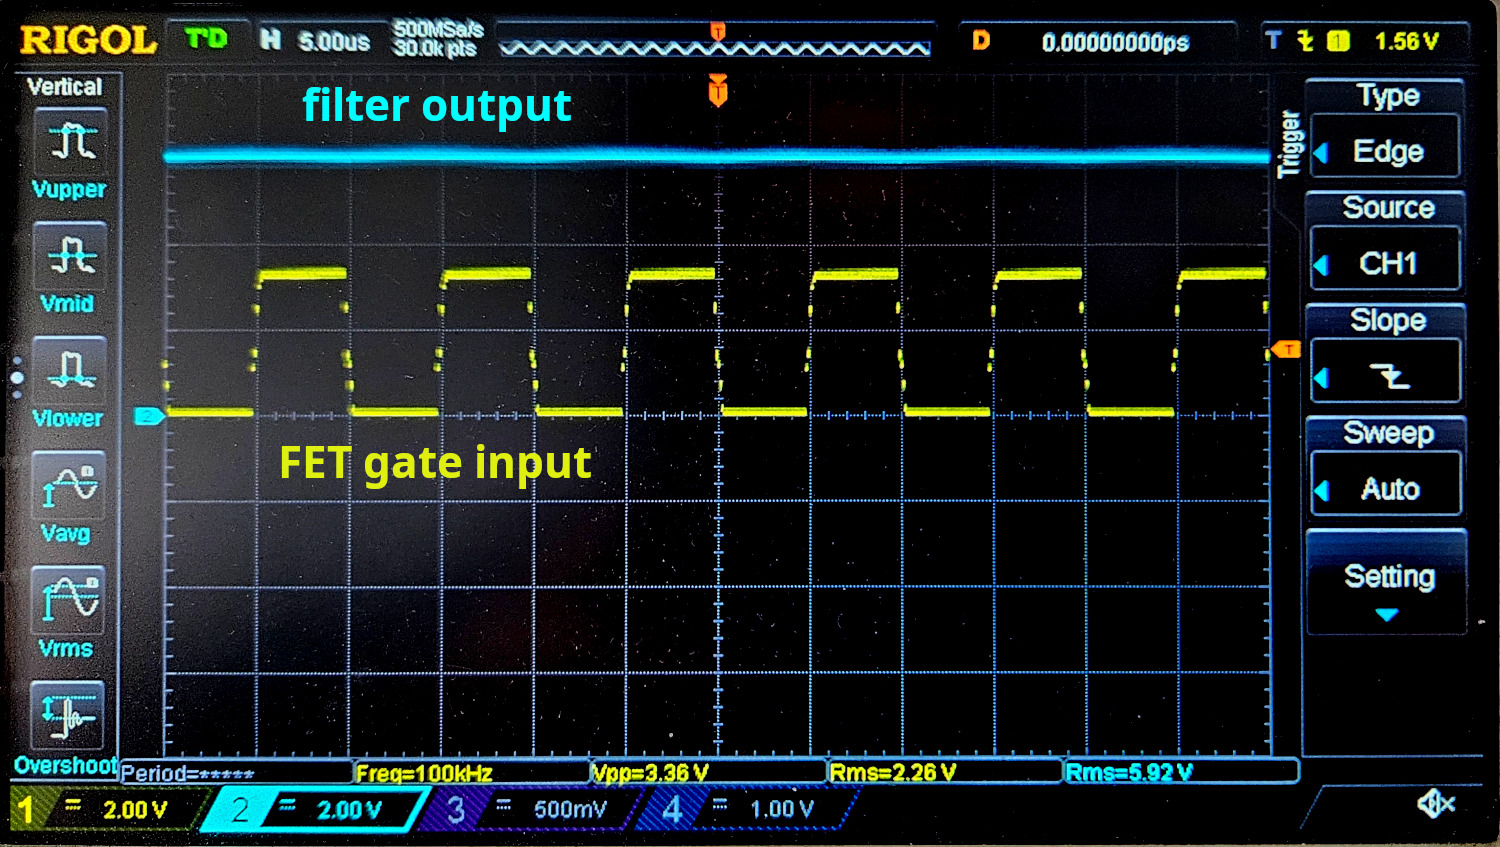 RIGOL T'D H 5.00us 500MSa/s 30.0k pts T D 0.00000000ps T 1 1.56 V
Vertical
Vupper
Vmid
Vlower
Vavg
Vrms
Overshoot
T
filter output
2
FET gate input
T
Trigger
Type
Edge
Source
CH1
Slope
Sweep
Auto
Setting
Period=***** Freq=100kHz Vpp=3.36 V Rms=2.26 V Rms=5.92 V
1 2.00 V 2 2.00 V 3 500mV 4 1.00 V